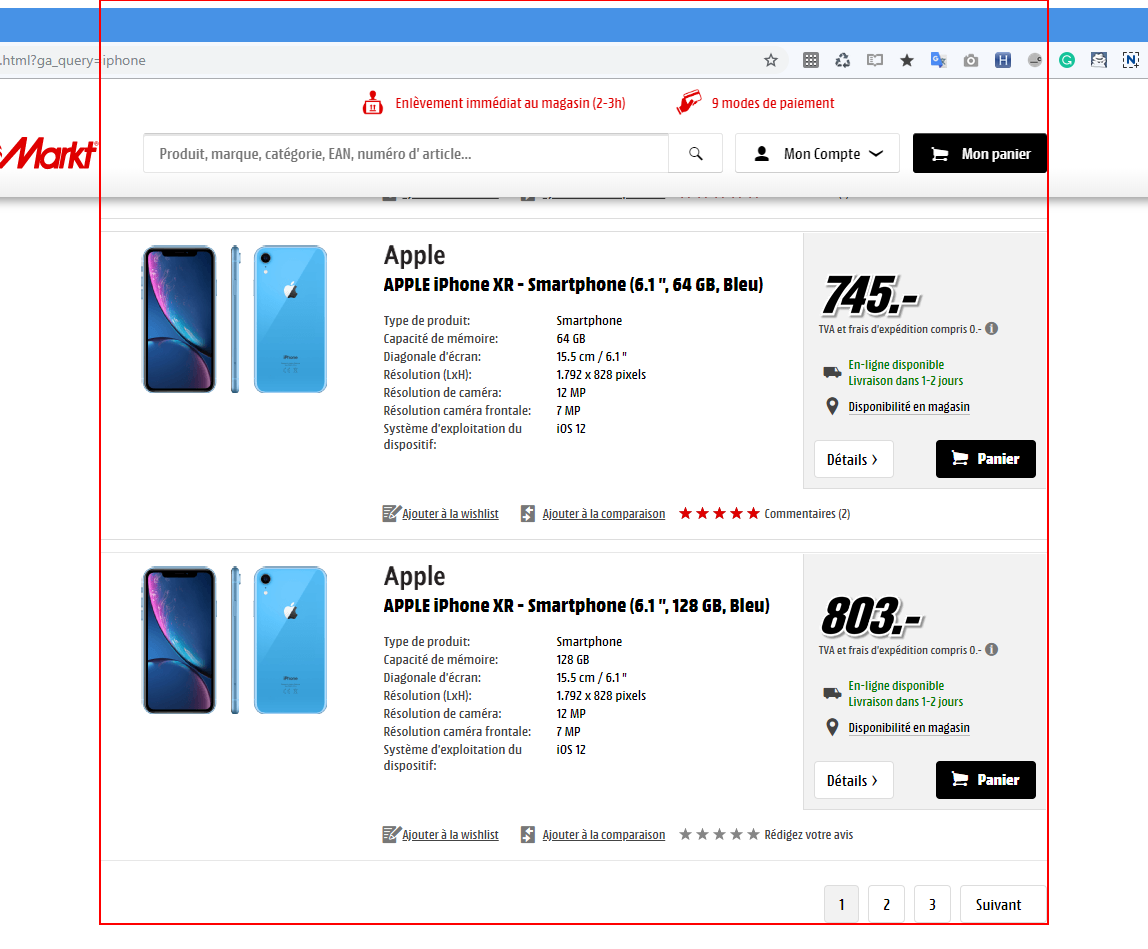 .html?ga_query=iphone
Enlèvement immédiat au magasin (2-3h)
9 modes de paiement
Markt
Produit, marque, catégorie, EAN, numéro d' article...
Mon Compte
Mon panier
Apple
APPLE iPhone XR - Smartphone (6.1 ", 64 GB, Bleu)
Type de produit: Smartphone
Capacité de mémoire: 64 GB
Diagonale d'écran: 15.5 cm / 6.1 "
Résolution (LxH): 1.792 x 828 pixels
Résolution de caméra: 12 MP
Résolution caméra frontale: 7 MP
Système d'exploitation du iOS 12
dispositif:
745.-
TVA et frais d'expédition compris 0.-
En-ligne disponible
Livraison dans 1-2 jours
Disponibilité en magasin
Détails ›
Panier
Ajouter à la wishlist
Ajouter à la comparaison
Commentaires (2)
Apple
APPLE iPhone XR - Smartphone (6.1 ", 128 GB, Bleu)
Type de produit: Smartphone
Capacité de mémoire: 128 GB
Diagonale d'écran: 15.5 cm / 6.1 "
Résolution (LxH): 1.792 x 828 pixels
Résolution de caméra: 12 MP
Résolution caméra frontale: 7 MP
Système d'exploitation du iOS 12
dispositif:
803.-
TVA et frais d'expédition compris 0.-
En-ligne disponible
Livraison dans 1-2 jours
Disponibilité en magasin
Détails ›
Panier
Ajouter à la wishlist
Ajouter à la comparaison
Rédigez votre avis
1 2 3 Suivant